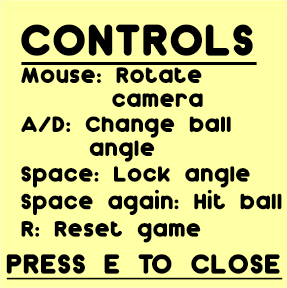 CONTROLS
Mouse: Rotate
camera
A/D: Change ball
angle
Space: Lock angle
Space again: Hit ball
R: Reset game
PRESS E TO CLOSE